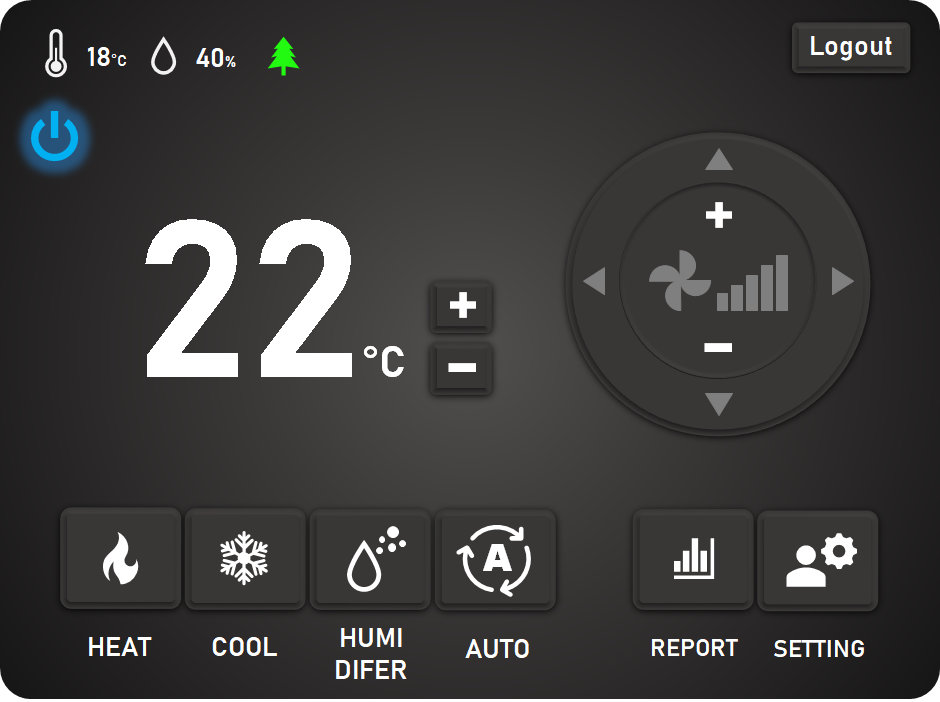 18°C
40%
Logout
22°C
A
HEAT
COOL
HUMI
DIFER
AUTO
REPORT
SETTING